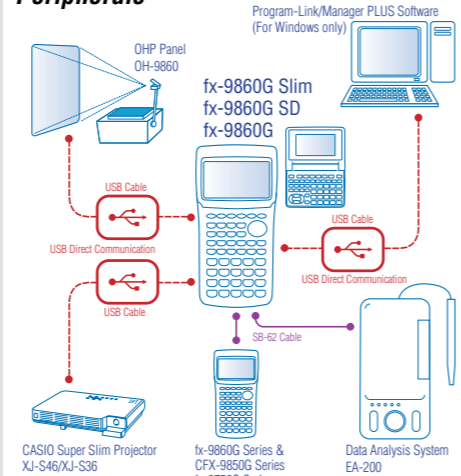 Peripherals
Program-Link/Manager PLUS Software
(For Windows only)
OHP Panel
OH-9860
fx-9860G Slim
fx-9860G SD
fx-9860G
USB Cable
USB Direct Communication
USB Cable
USB Cable
USB Direct Communication
SB-62 Cable
CASIO Super Slim Projector
XJ-S46/XJ-S36
fx-9860G Series &
CFX-9850G Series
Data Analysis System
EA-200